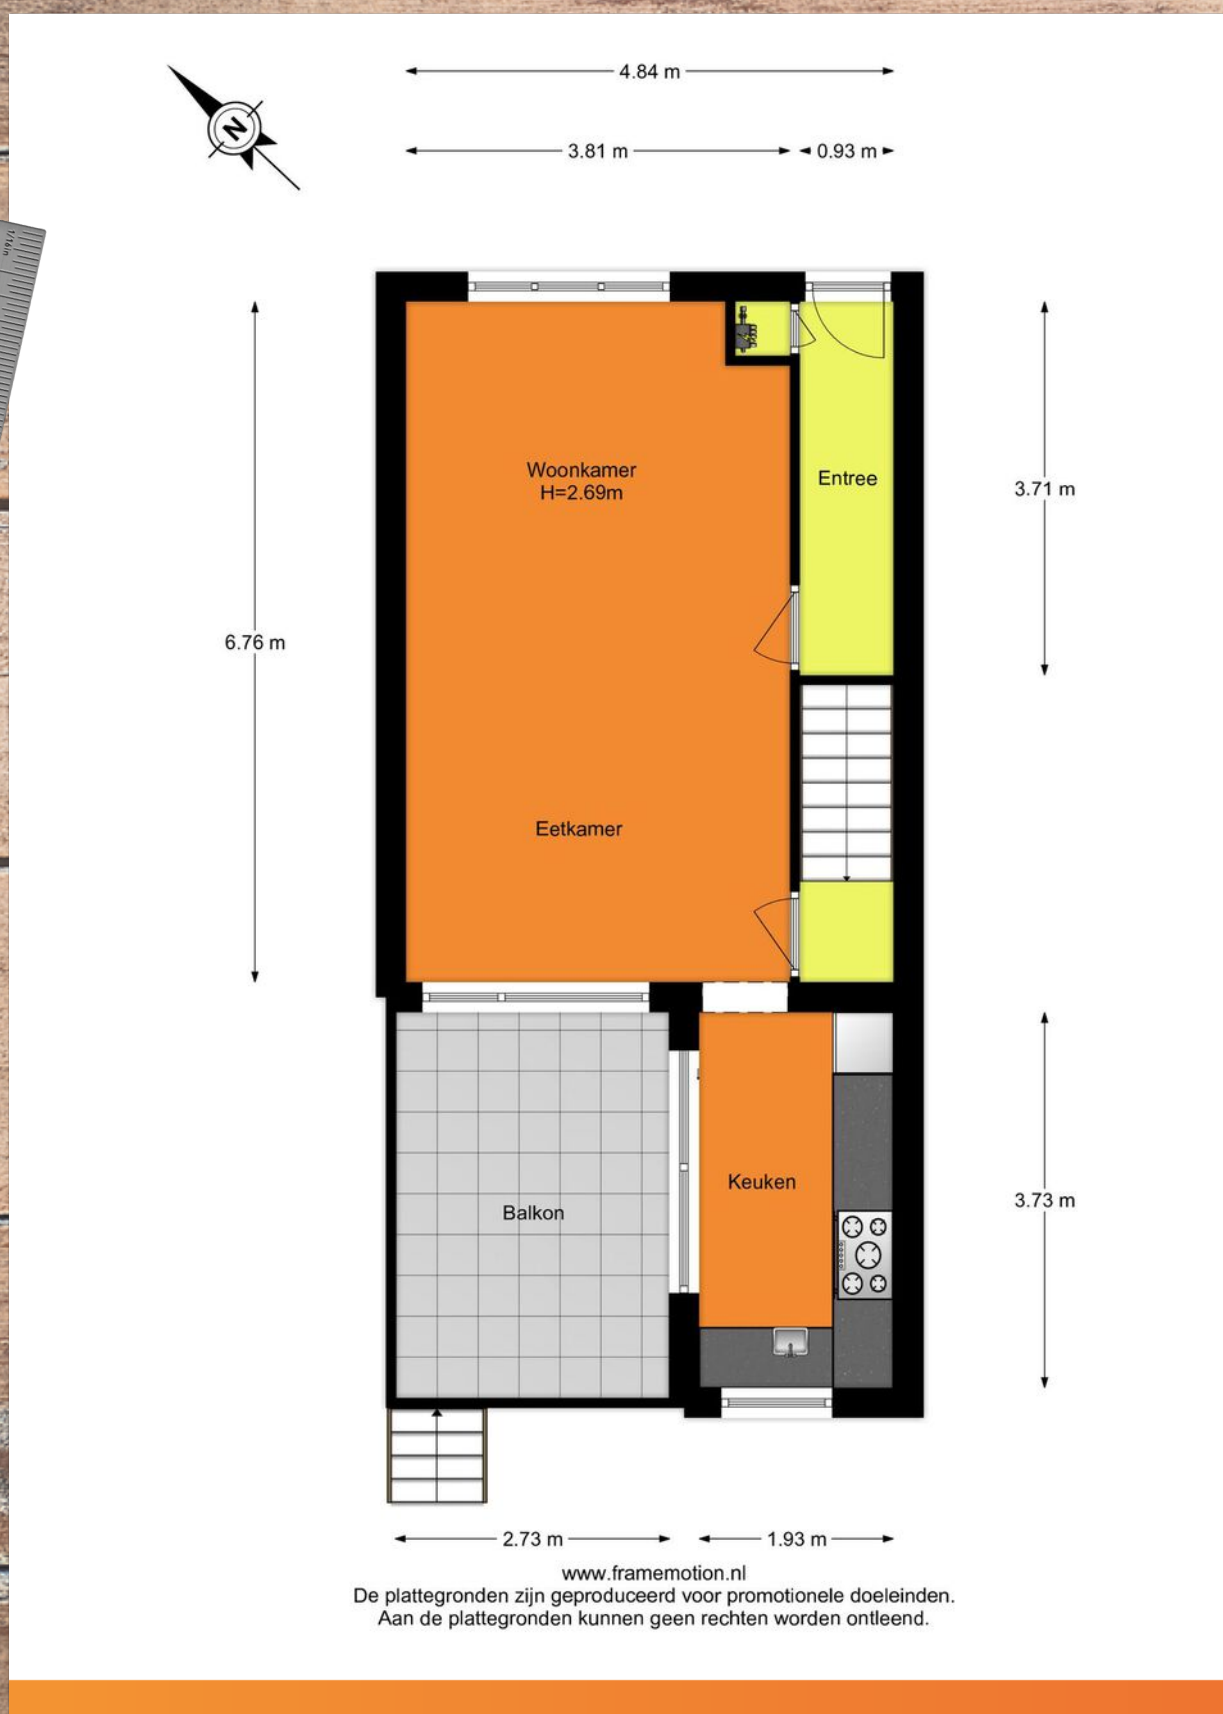 4.84 m
3.81 m
0.93 m
N
1/16in
Woonkamer
H=2.69m
Entree
3.71 m
6.76 m
Eetkamer
Keuken
3.73 m
Balkon
2.73 m
1.93 m
www.framemotion.nl
De plattegronden zijn geproduceerd voor promotionele doeleinden.
Aan de plattegronden kunnen geen rechten worden ontleend.